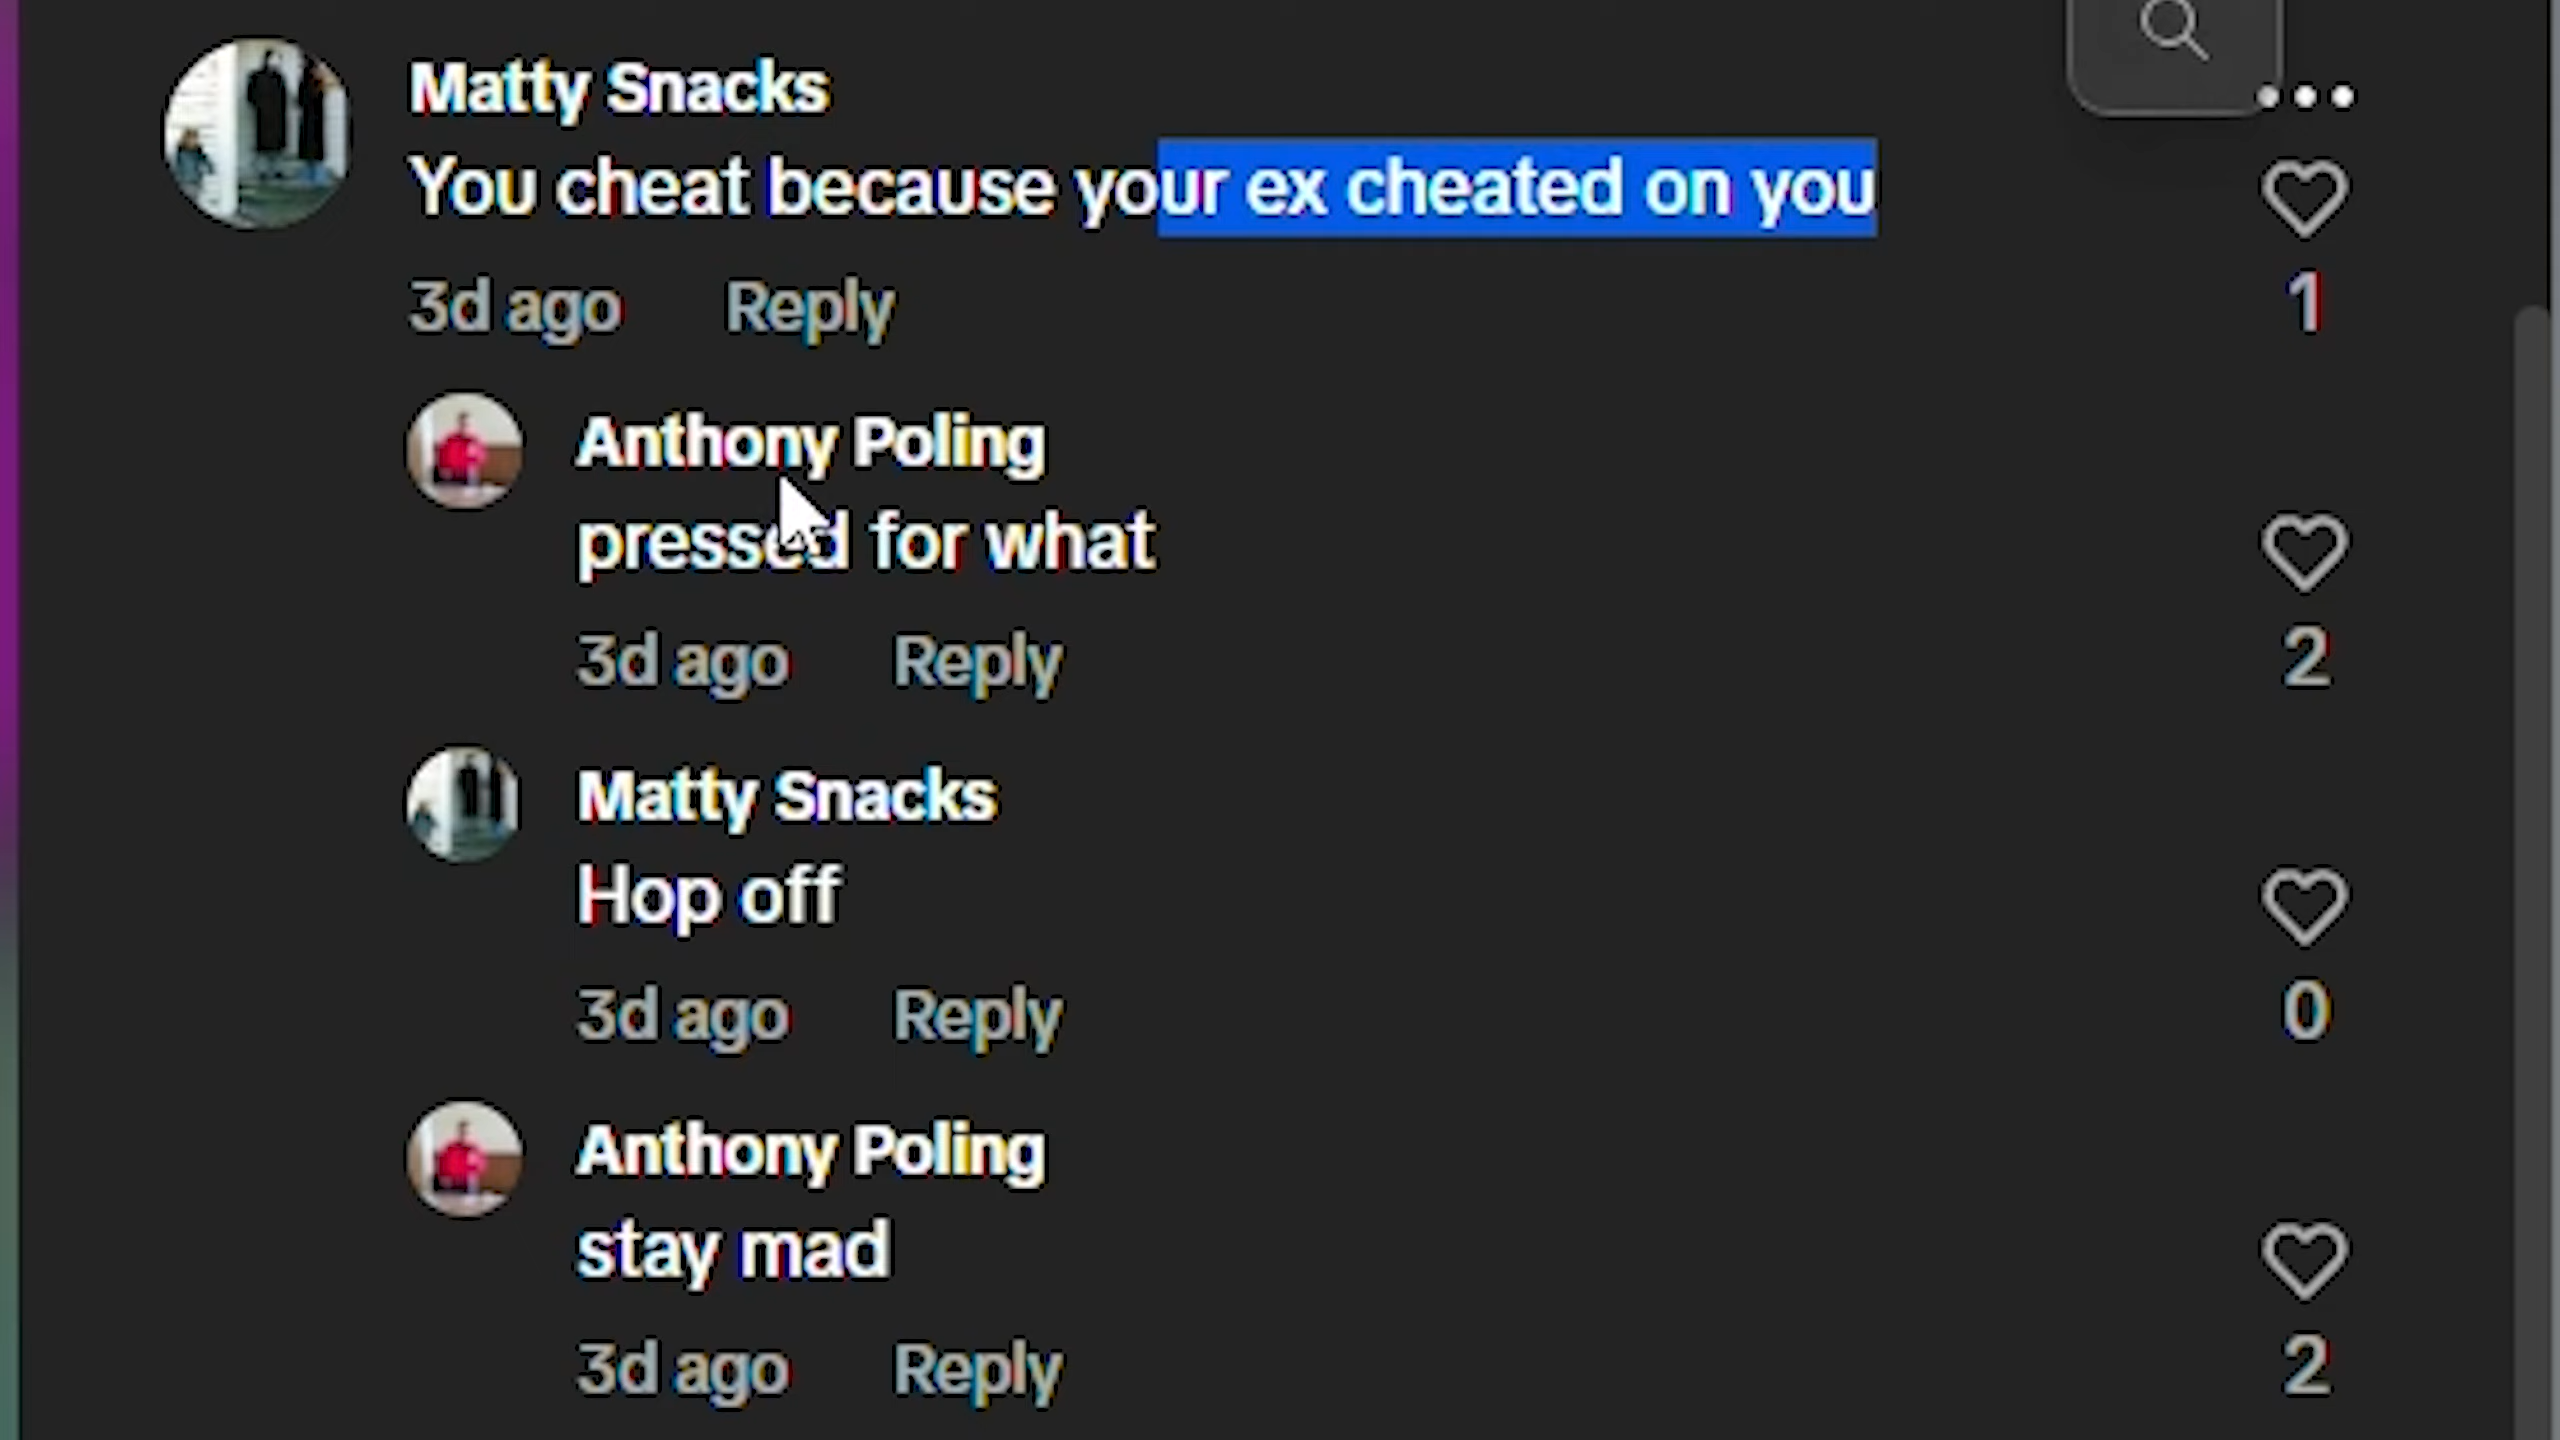 Matty Snacks
You cheat because your ex cheated on you
3d ago Reply
1
Anthony Poling
pressed for what
3d ago Reply
2
Matty Snacks
Hop off
3d ago Reply
0
Anthony Poling
stay mad
3d ago Reply
2